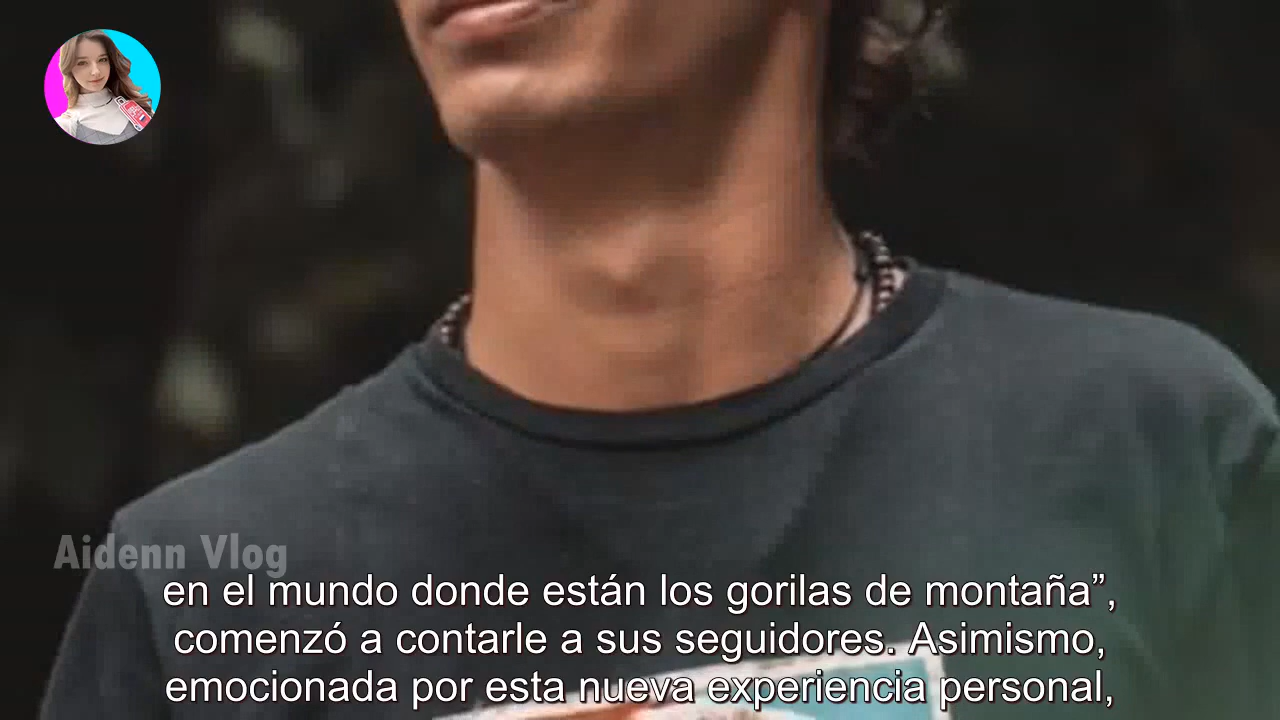 Aidenn Vlog
en el mundo donde están los gorilas de montaña”,
comenzó a contarle a sus seguidores. Asimismo,
emocionada por esta nueva experiencia personal,